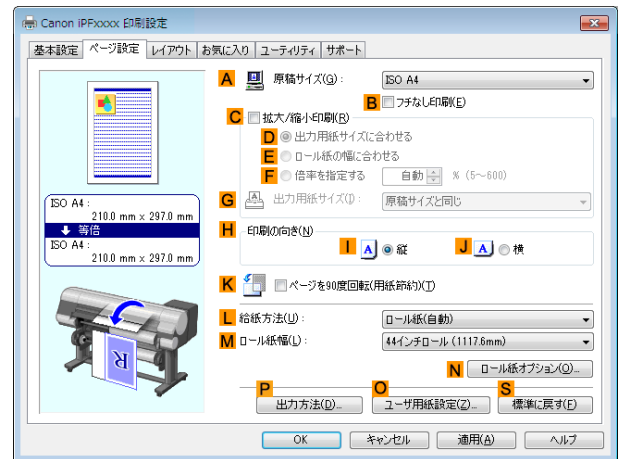 Canon iPFxxxx 印刷設定
基本設定 ページ設定 レイアウト お気に入り ユーティリティ サポート
A 原稿サイズ(G): ISO A4
B フチなし印刷(E)
C 拡大/縮小印刷(R)
D 出力用紙サイズに合わせる
E ロール紙の幅に合わせる
F 倍率を指定する 自動 % (5～600)
G 出力用紙サイズ(I): 原稿サイズと同じ
ISO A4 :
210.0 mm x 297.0 mm
等倍
ISO A4 :
210.0 mm x 297.0 mm
H 印刷の向き(N)
I A 縦 J A 横
K ページを90度回転(用紙節約)(T)
L 給紙方法(U): ロール紙(自動)
M ロール紙幅(L): 44インチロール (1117.6mm)
R
N ロール紙オプション(O)...
P O S
出力方法(D)... ユーザ用紙設定(Z)... 標準に戻す(F)
OK キャンセル 適用(A) ヘルプ